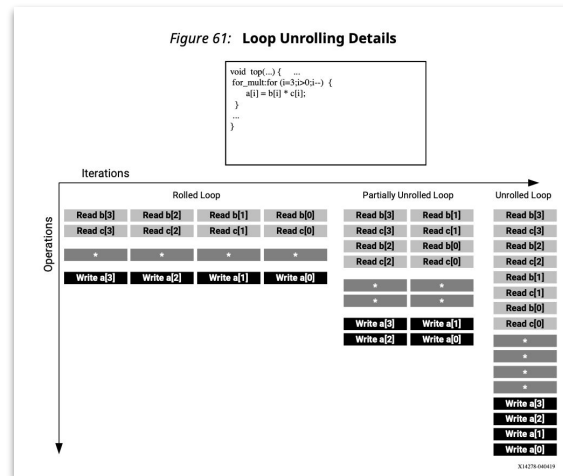 Figure 61: Loop Unrolling Details
void top(...) { ...
for_mult:for (i=3;i>0;i--) {
a[i] = b[i] * c[i];
}
...
}
Iterations
Operations
Rolled Loop
Read b[3] Read b[2] Read b[1] Read b[0]
Read c[3] Read c[2] Read c[1] Read c[0]
* * * *
Write a[3] Write a[2] Write a[1] Write a[0]
Partially Unrolled Loop
Read b[3] Read b[1]
Read c[3] Read c[1]
Read b[2] Read b[0]
Read c[2] Read c[0]
* *
* *
Write a[3] Write a[1]
Write a[2] Write a[0]
Unrolled Loop
Read b[3]
Read c[3]
Read b[2]
Read c[2]
Read b[1]
Read c[1]
Read b[0]
Read c[0]
*
*
*
*
Write a[3]
Write a[2]
Write a[1]
Write a[0]
X14278-040419